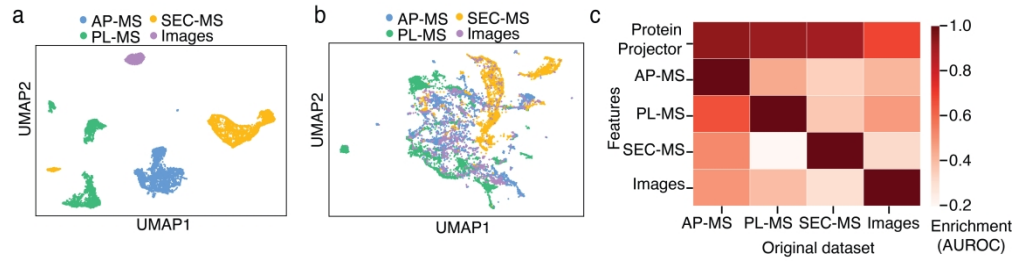 a
AP-MS SEC-MS
PL-MS Images
UMAP2
UMAP1
b
AP-MS SEC-MS
PL-MS Images
UMAP2
UMAP1
c
Features
Protein
Projector
AP-MS
PL-MS
SEC-MS
Images
AP-MS PL-MS SEC-MS Images
Original dataset
1.0
0.8
0.6
0.4
0.2
Enrichment
(AUROC)